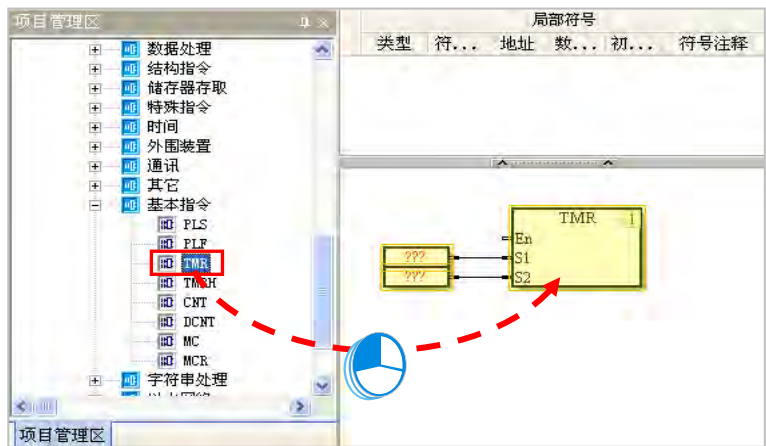 项目管理区
数据处理
结构指令
储存器存取
特殊指令
时间
外围装置
通讯
其它
基本指令
PLS
PLF
TMR
TMRH
CNT
DCNT
MC
MCR
字符串处理
项目管理区
局部符号
类型 符... 地址 数... 初... 符号注释
TMR 1
En
??? S1
??? S2